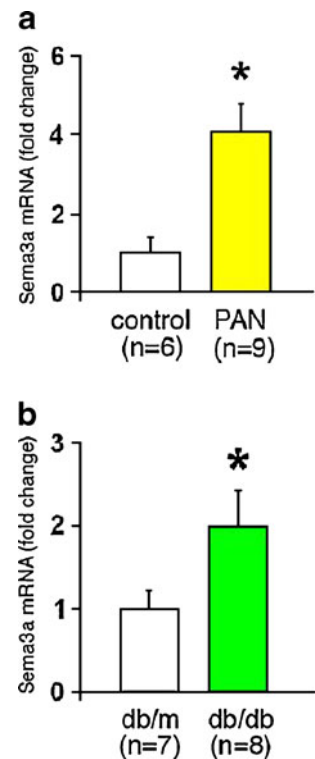 a
Sema3a mRNA (fold change)
6
4
2
0
*
control
(n=6)
PAN
(n=9)
b
Sema3a mRNA (fold change)
3
2
1
0
*
db/m
(n=7)
db/db
(n=8)